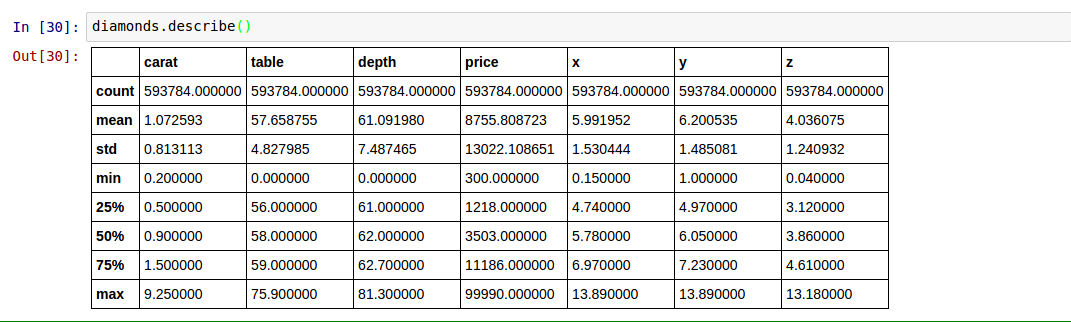 In [30]: diamonds.describe()
Out[30]:
carat table depth price x y z
count 593784.000000 593784.000000 593784.000000 593784.000000 593784.000000 593784.000000 593784.000000
mean 1.072593 57.658755 61.091980 8755.808723 5.991952 6.200535 4.036075
std 0.813113 4.827985 7.487465 13022.108651 1.530444 1.485081 1.240932
min 0.200000 0.000000 0.000000 300.000000 0.150000 1.000000 0.040000
25% 0.500000 56.000000 61.000000 1218.000000 4.740000 4.970000 3.120000
50% 0.900000 58.000000 62.000000 3503.000000 5.780000 6.050000 3.860000
75% 1.500000 59.000000 62.700000 11186.000000 6.970000 7.230000 4.610000
max 9.250000 75.900000 81.300000 99990.000000 13.890000 13.890000 13.180000